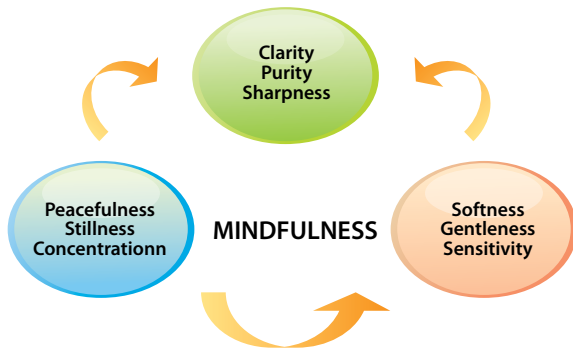 Clarity
Purity
Sharpness
Peacefulness
Stillness
Concentrationn
MINDFULNESS
Softness
Gentleness
Sensitivity